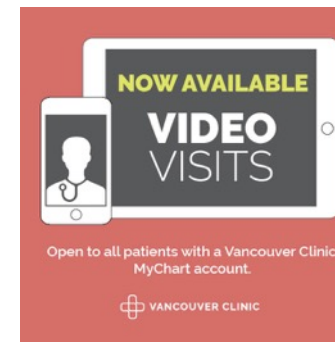 NOW AVAILABLE
VIDEO
VISITS
Open to all patients with a Vancouver Clinic
MyChart account.
VANCOUVER CLINIC